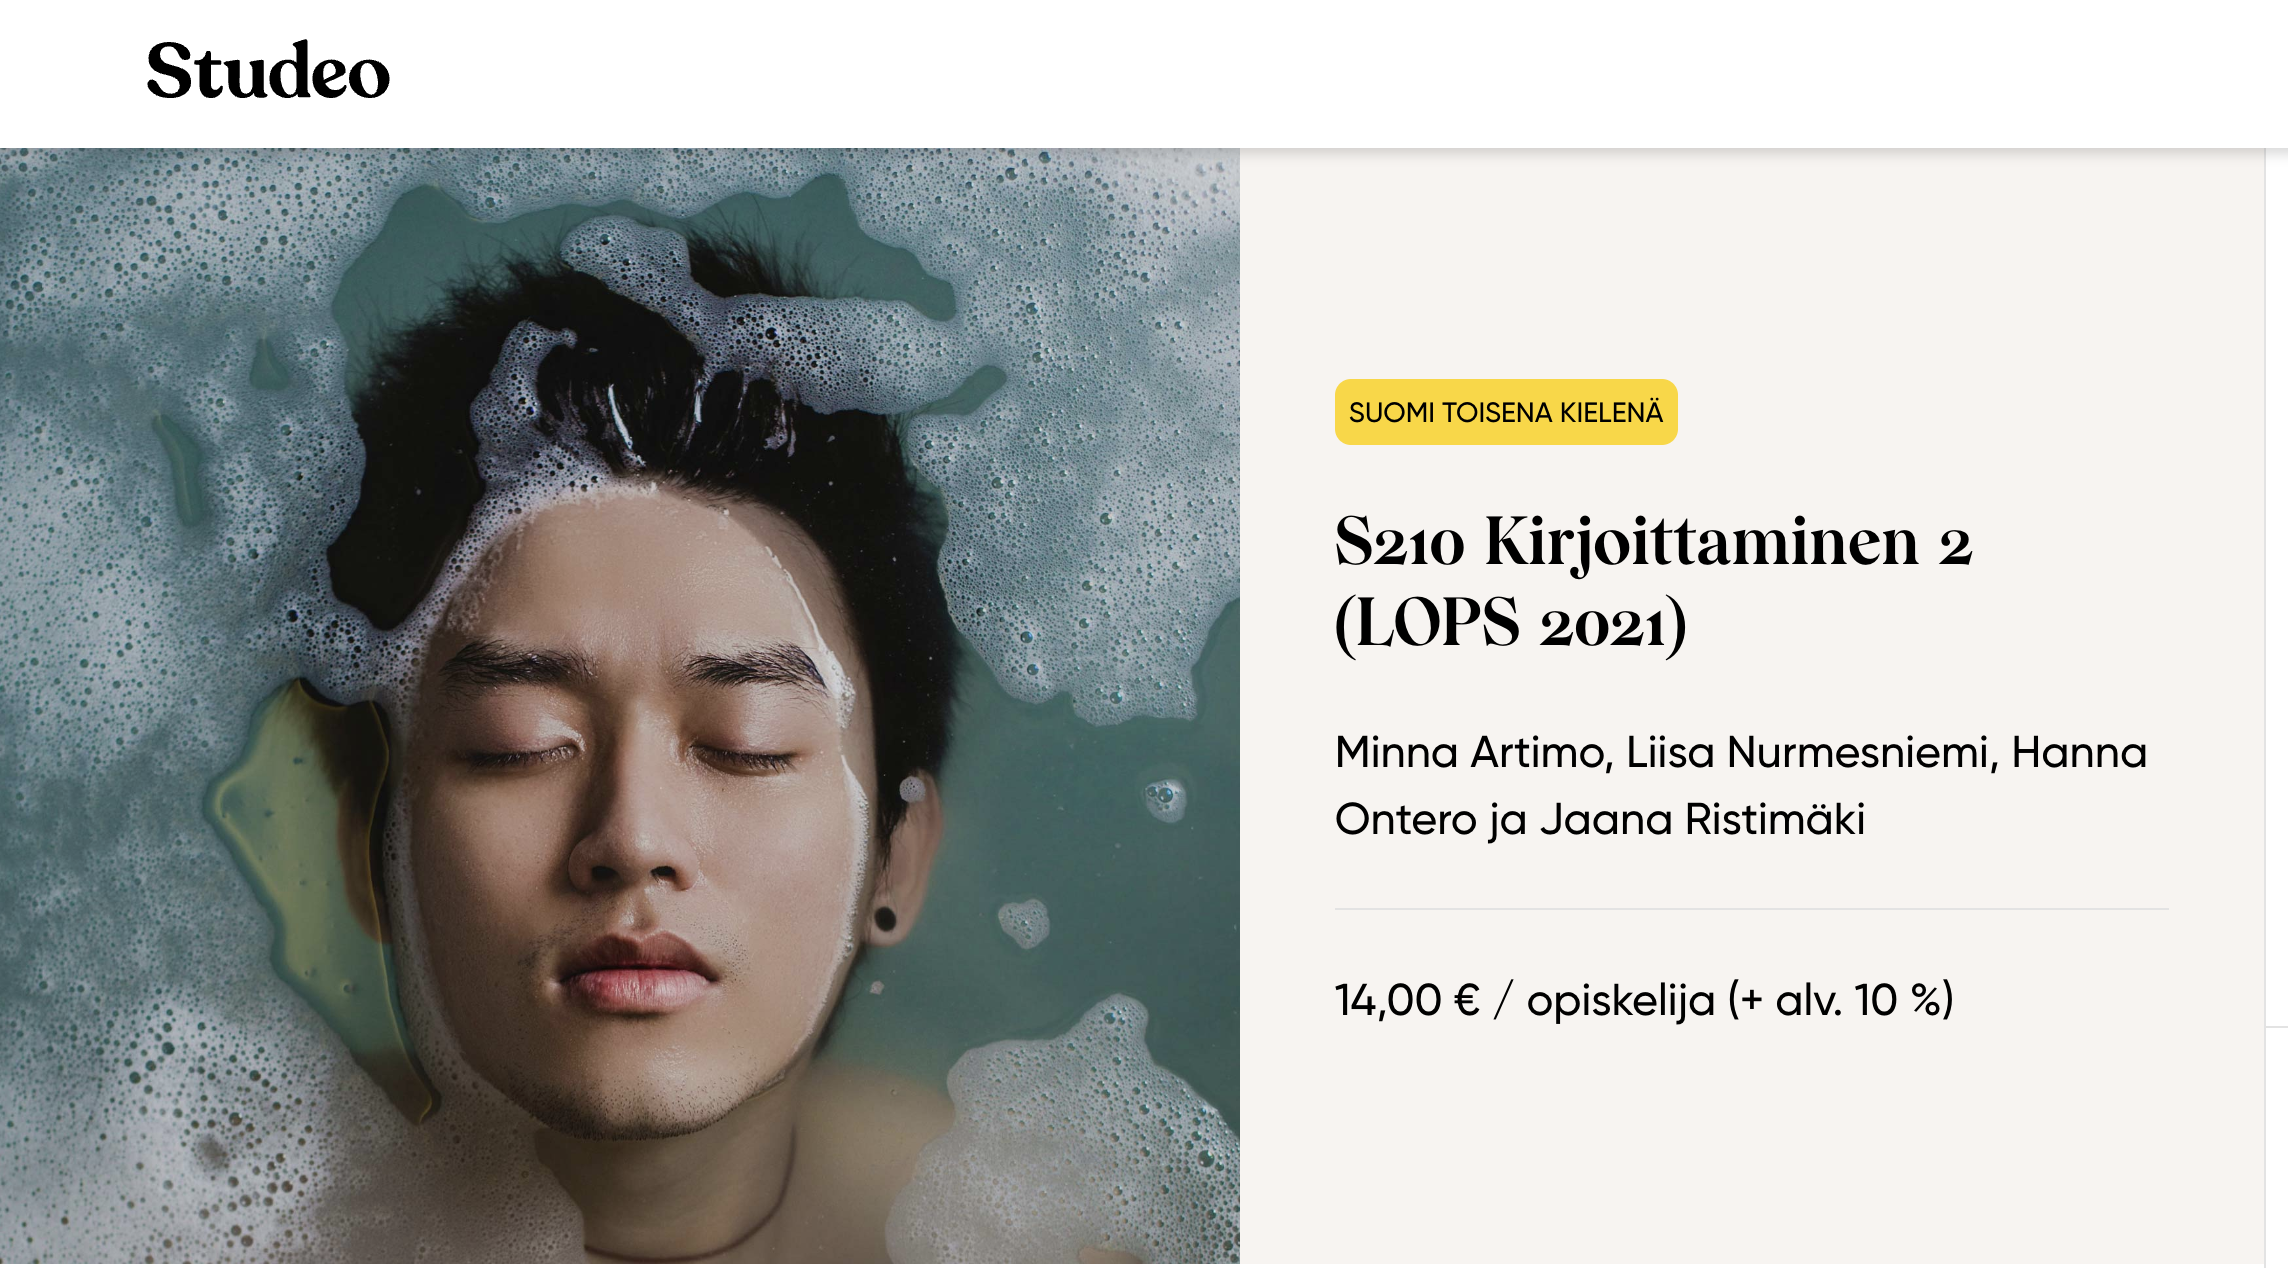 Studeo
SUOMI TOISENA KIELENÄ
S210 Kirjoittaminen 2
(LOPS 2021)
Minna Artimo, Liisa Nurmesniemi, Hanna
Ontero ja Jaana Ristimäki
14,00 € / opiskelija (+ alv. 10 %)